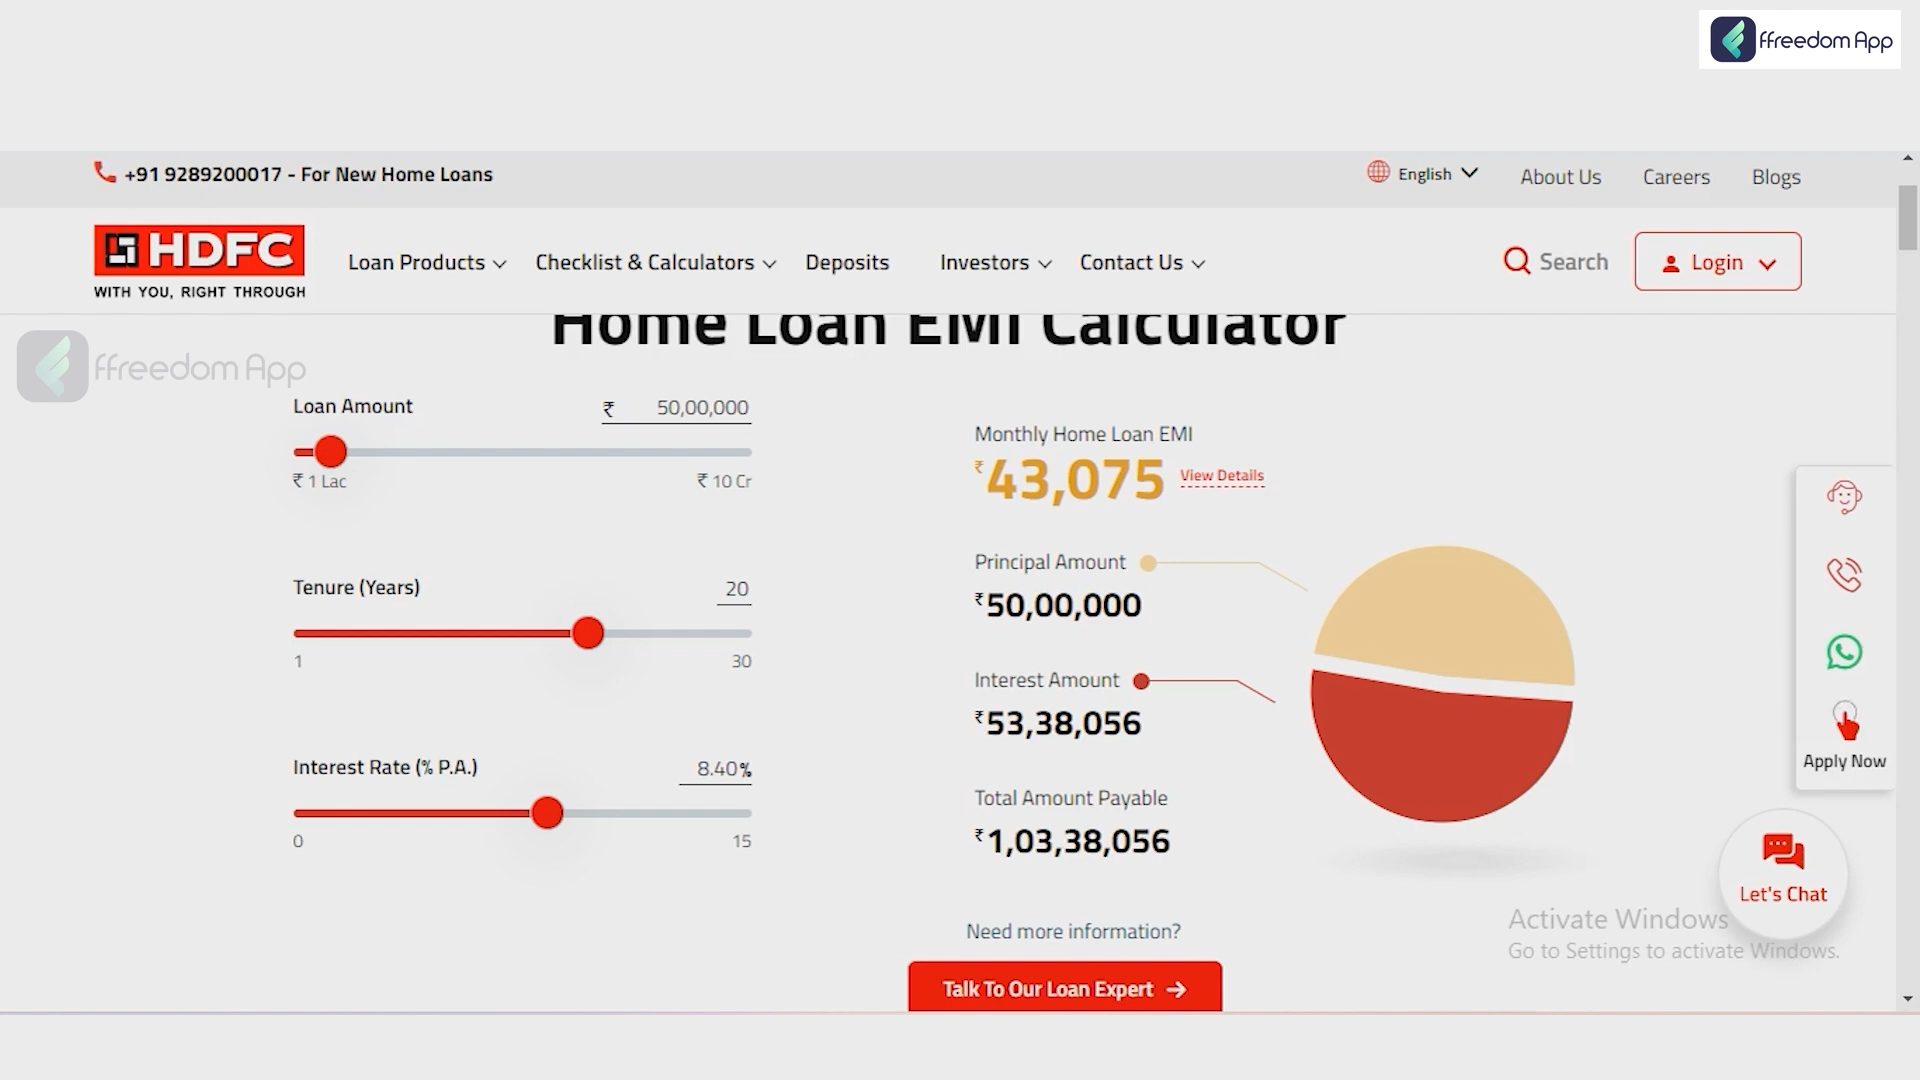 ffreedom App
+91 9289200017 - For New Home Loans
English
About Us
Careers
Blogs
HDFC
WITH YOU, RIGHT THROUGH
Loan Products
Checklist & Calculators
Deposits
Investors
Contact Us
Search
Login
Home Loan EMI Calculator
ffreedom App
Loan Amount
₹ 50,00,000
₹ 1 Lac
₹ 10 Cr
Tenure (Years)
20
1
30
Interest Rate (% P.A.)
8.40%
0
15
Monthly Home Loan EMI
₹43,075 View Details
Principal Amount
₹50,00,000
Interest Amount
₹53,38,056
Total Amount Payable
₹1,03,38,056
Need more information?
Talk To Our Loan Expert
Apply Now
Let's Chat
Activate Windows
Go to Settings to activate Windows.